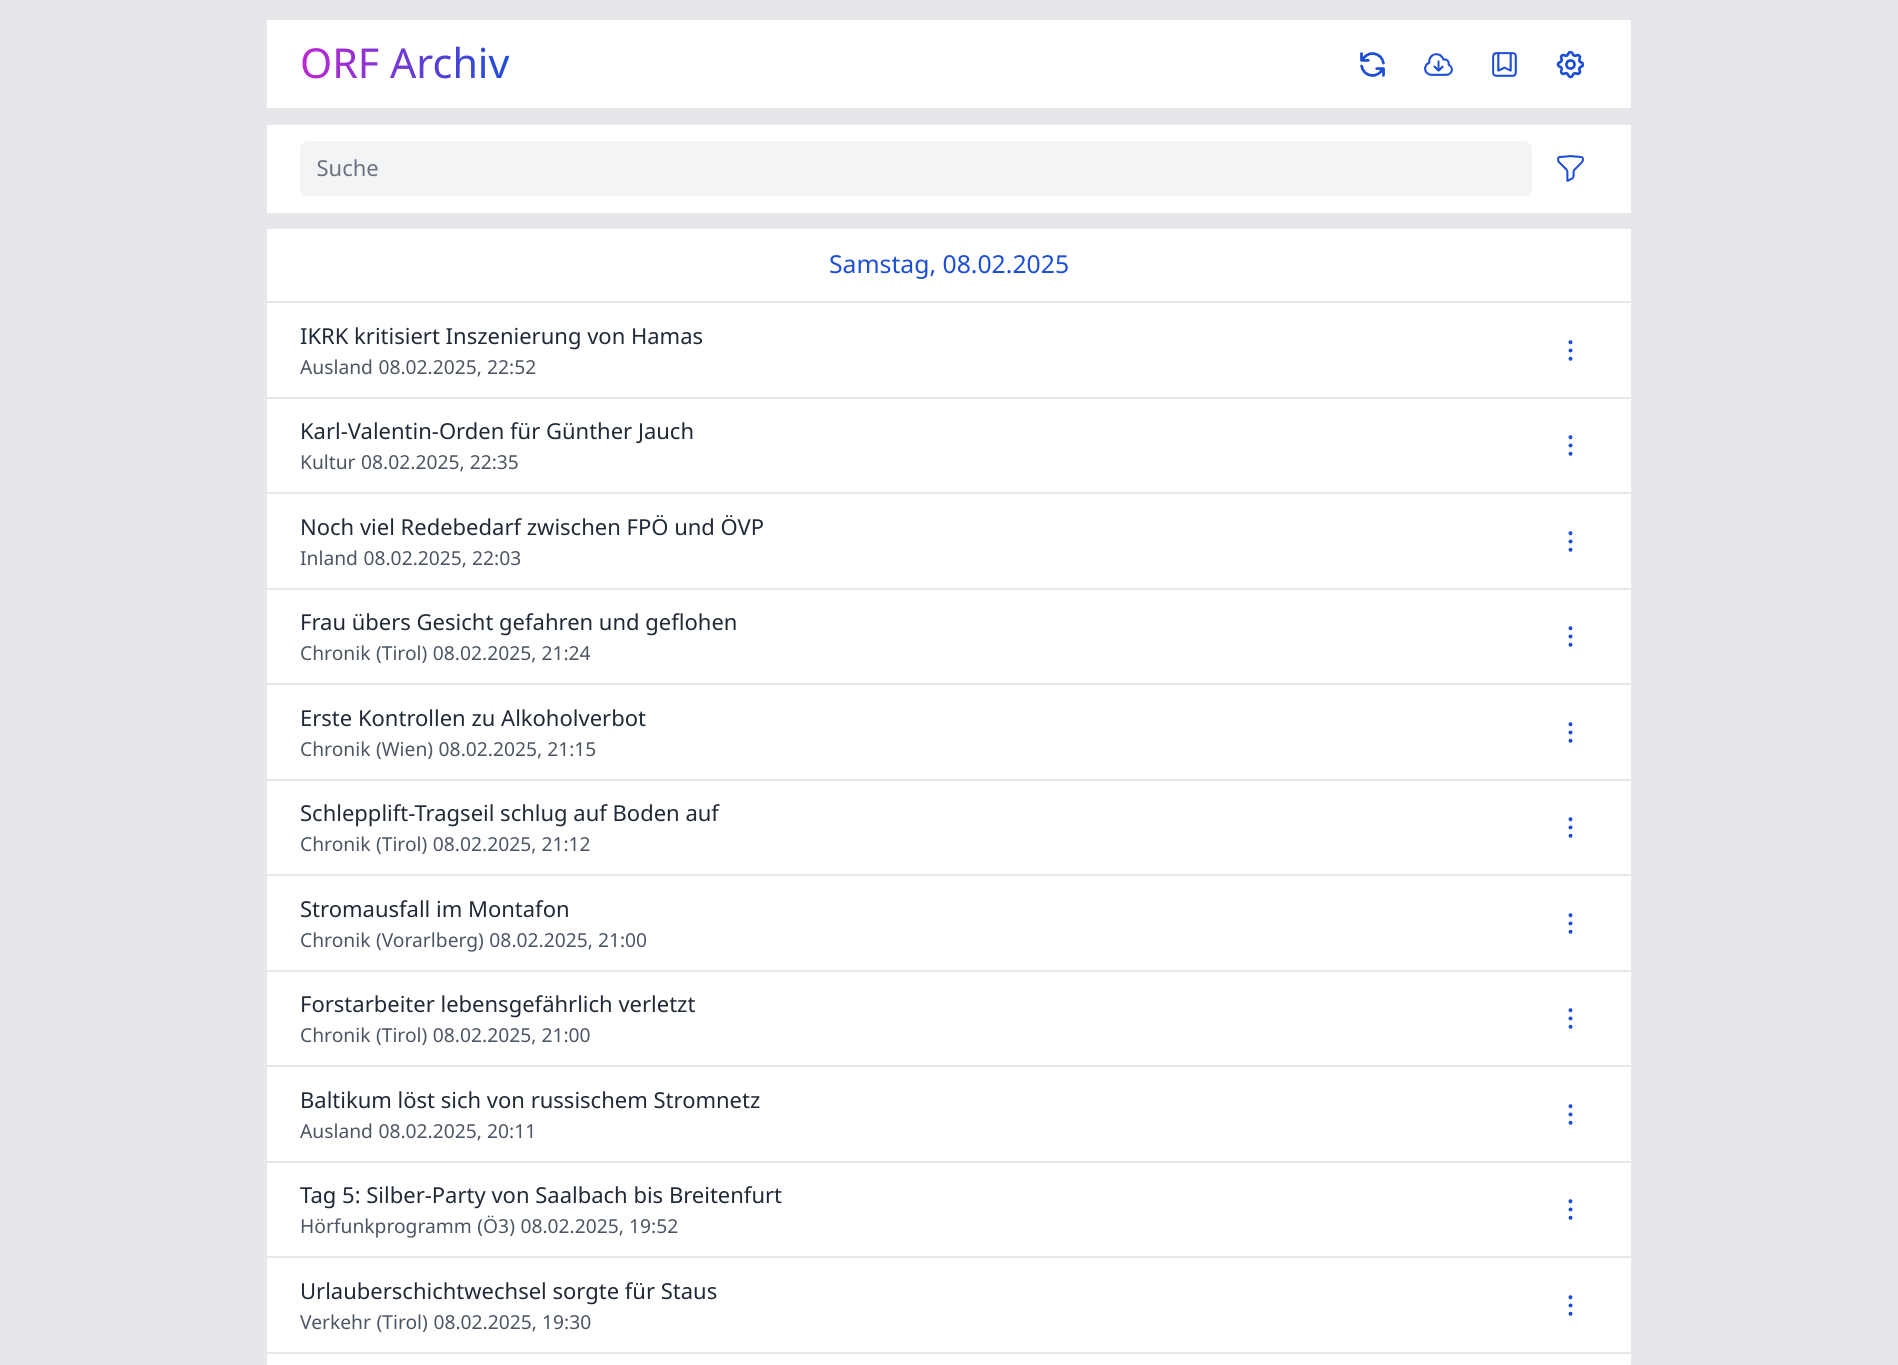 ORF Archiv
Suche
Samstag, 08.02.2025
IKRK kritisiert Inszenierung von Hamas
Ausland 08.02.2025, 22:52
Karl-Valentin-Orden für Günther Jauch
Kultur 08.02.2025, 22:35
Noch viel Redebedarf zwischen FPÖ und ÖVP
Inland 08.02.2025, 22:03
Frau übers Gesicht gefahren und geflohen
Chronik (Tirol) 08.02.2025, 21:24
Erste Kontrollen zu Alkoholverbot
Chronik (Wien) 08.02.2025, 21:15
Schlepplift-Tragseil schlug auf Boden auf
Chronik (Tirol) 08.02.2025, 21:12
Stromausfall im Montafon
Chronik (Vorarlberg) 08.02.2025, 21:00
Forstarbeiter lebensgefährlich verletzt
Chronik (Tirol) 08.02.2025, 21:00
Baltikum löst sich von russischem Stromnetz
Ausland 08.02.2025, 20:11
Tag 5: Silber-Party von Saalbach bis Breitenfurt
Hörfunkprogramm (Ö3) 08.02.2025, 19:52
Urlauberschichtwechsel sorgte für Staus
Verkehr (Tirol) 08.02.2025, 19:30